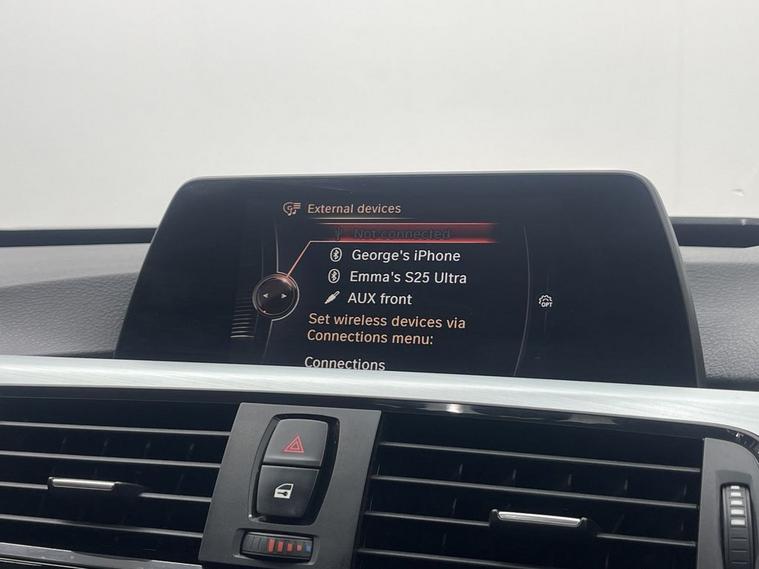 External devices
Not connected
George's iPhone
Emma's S25 Ultra
AUX front
Set wireless devices via
Connections menu:
Connections
OPT